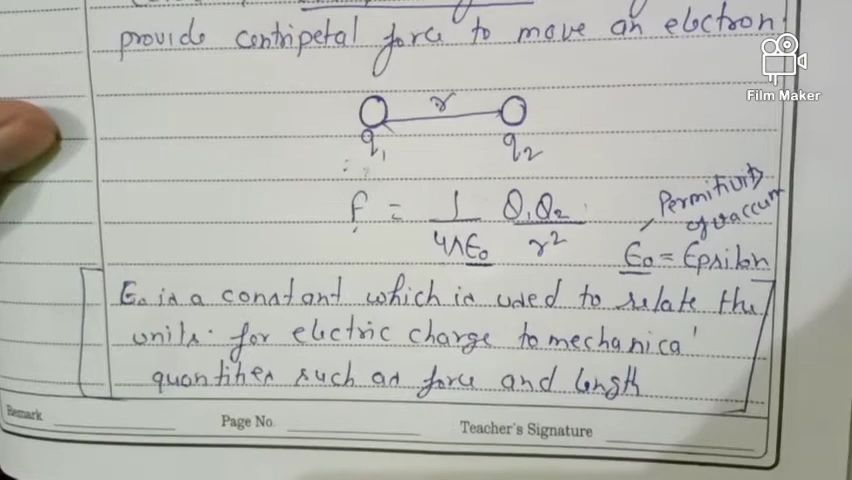 provide centripetal force to move an electron.
Film Maker
r
q1 q2
F = 1/4πε0 Q1Q2/r2
Permitivity
of vaccum
ε0 = Epsilon
ε0 is a constant which is used to relate the
units for electric charge to mechanical
quantities such as force and length
Remark Page No. Teacher's Signature